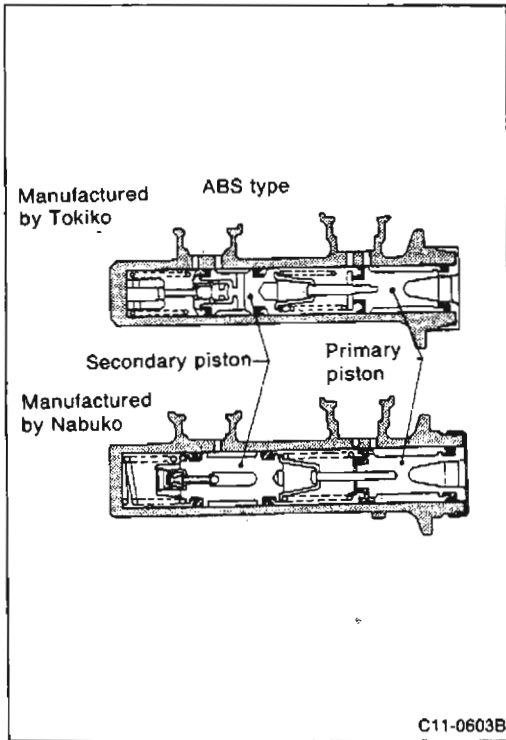 ABS type
Manufactured
by Tokiko
Secondary piston
Primary
piston
Manufactured
by Nabuko
C11-0603B